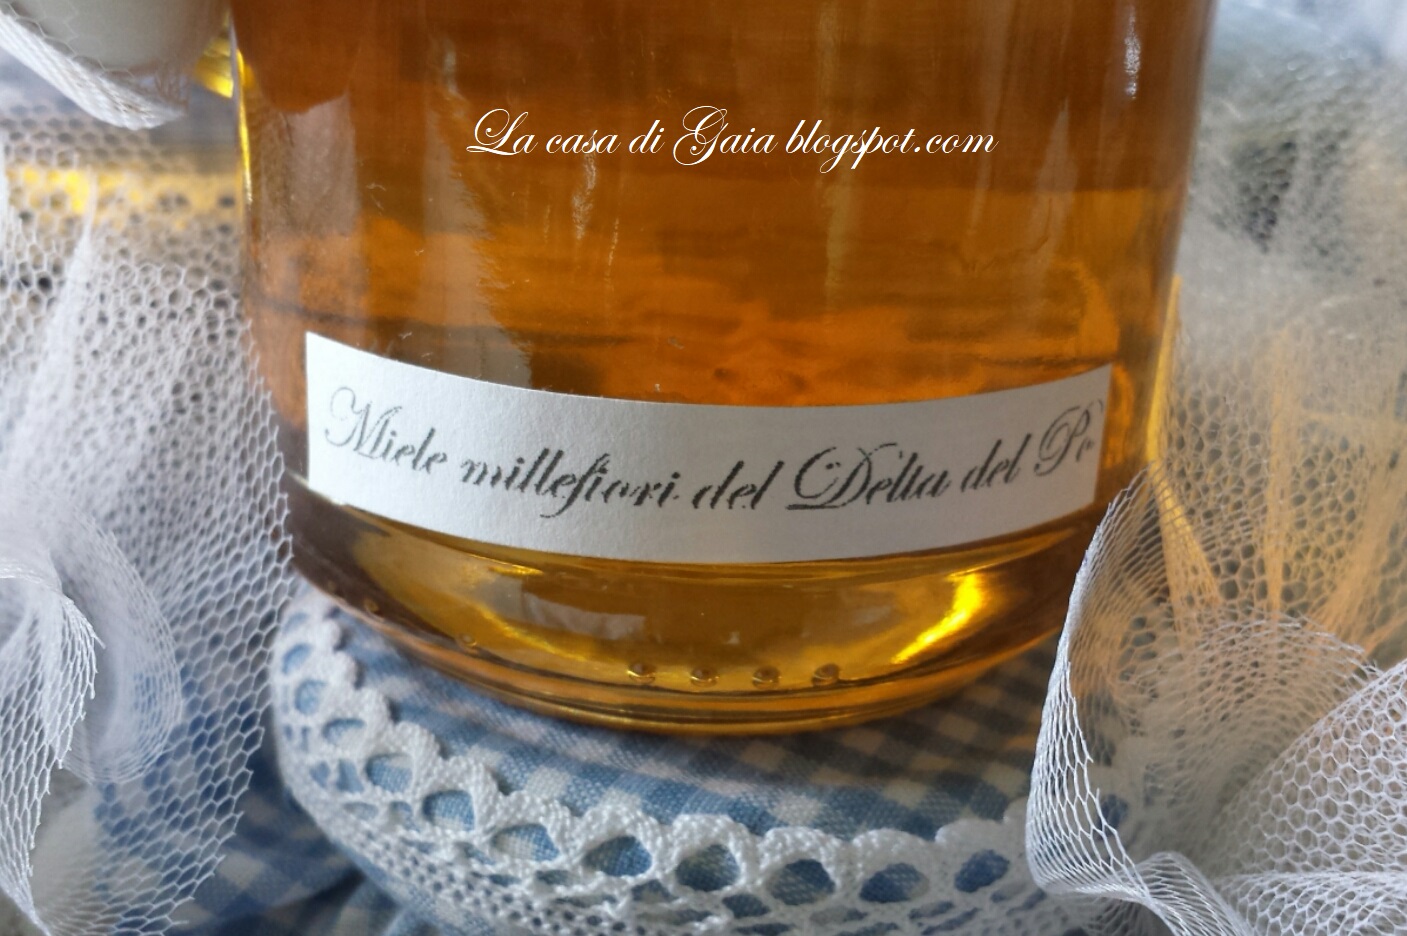 La casa di Gaia blogspot.com
Miele millefiori del Delta del Po